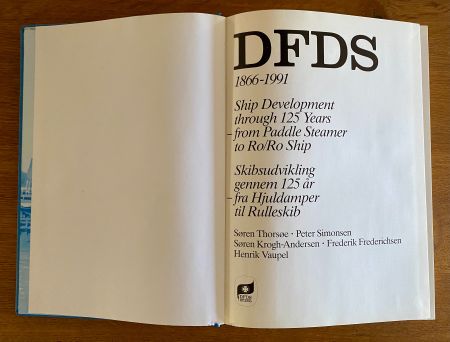 DFDS
1866-1991
Ship Development
through 125 Years
–from Paddle Steamer
to Ro/Ro Ship
Skibsudvikling
gennem 125 år
–fra Hjuldamper
til Rulleskib
Søren Thorsøe · Peter Simonsen
Søren Krogh-Andersen · Frederik Frederichsen
Henrik Vaupel